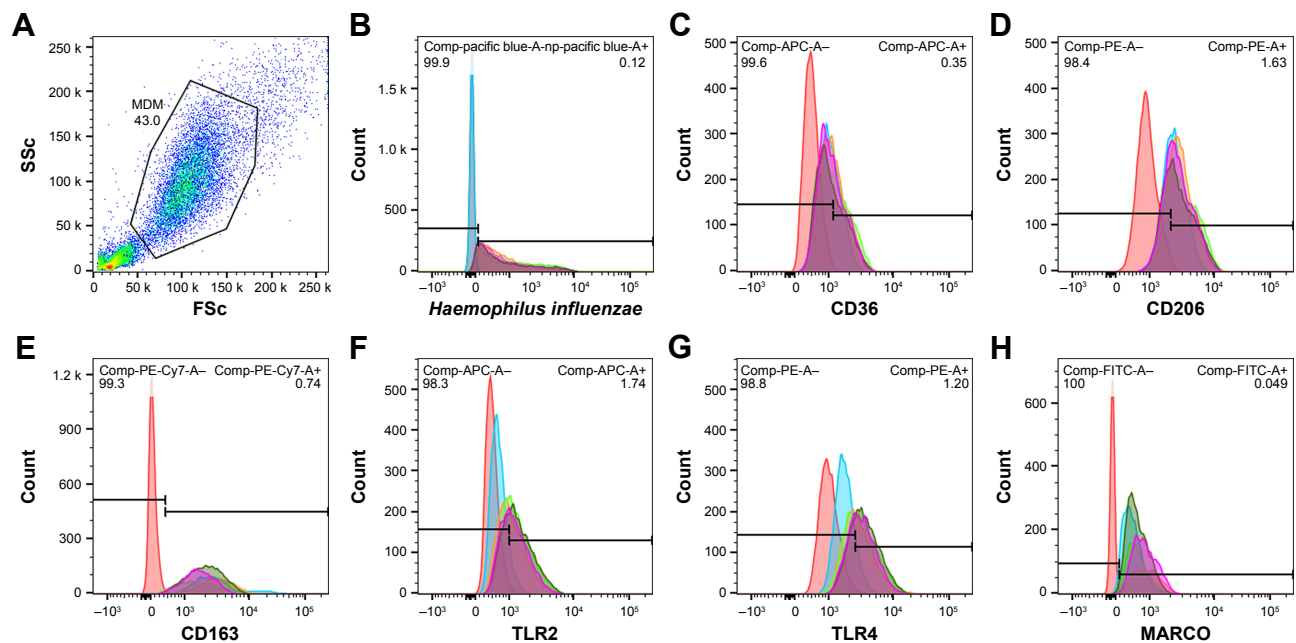 A
250 k
200 k
150 k
100 k
50 k
0
MDM
43.0
SSc
0 50 k 100 k 150 k 200 k 250 k
FSc
B
Comp-pacific blue-A-np-pacific blue-A+
99.9 0.12
1.5 k
1.0 k
500
0
Count
–10³ 0 10³ 10⁴ 10⁵
Haemophilus influenzae
C
Comp-APC-A– Comp-APC-A+
99.6 0.35
500
400
300
200
100
0
Count
–10³ 0 10³ 10⁴ 10⁵
CD36
D
Comp-PE-A– Comp-PE-A+
98.4 1.63
500
400
300
200
100
0
Count
–10³ 0 10³ 10⁴ 10⁵
CD206
E
Comp-PE-Cy7-A– Comp-PE-Cy7-A+
99.3 0.74
1.2 k
900
600
300
0
Count
–10³ 0 10³ 10⁴ 10⁵
CD163
F
Comp-APC-A– Comp-APC-A+
98.3 1.74
500
400
300
200
100
0
Count
–10³ 0 10³ 10⁴ 10⁵
TLR2
G
Comp-PE-A– Comp-PE-A+
98.8 1.20
500
400
300
200
100
0
Count
–10³ 0 10³ 10⁴ 10⁵
TLR4
H
Comp-FITC-A– Comp-FITC-A+
100 0.049
600
400
200
0
Count
–10³ 0 10³ 10⁴ 10⁵
MARCO